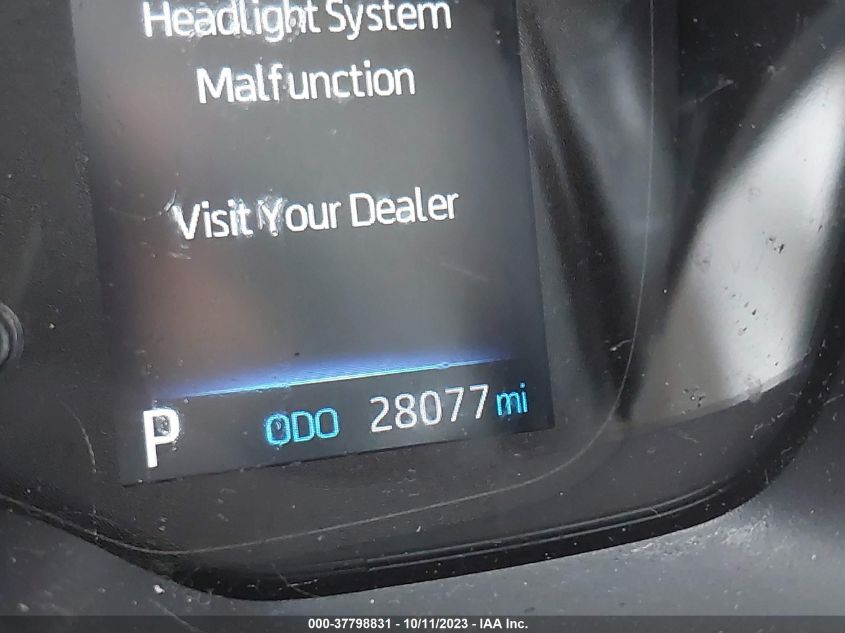 Headlight System
Malfunction
Visit Your Dealer
P ODO 28077 mi
000-37798831 - 10/11/2023 - IAA Inc.